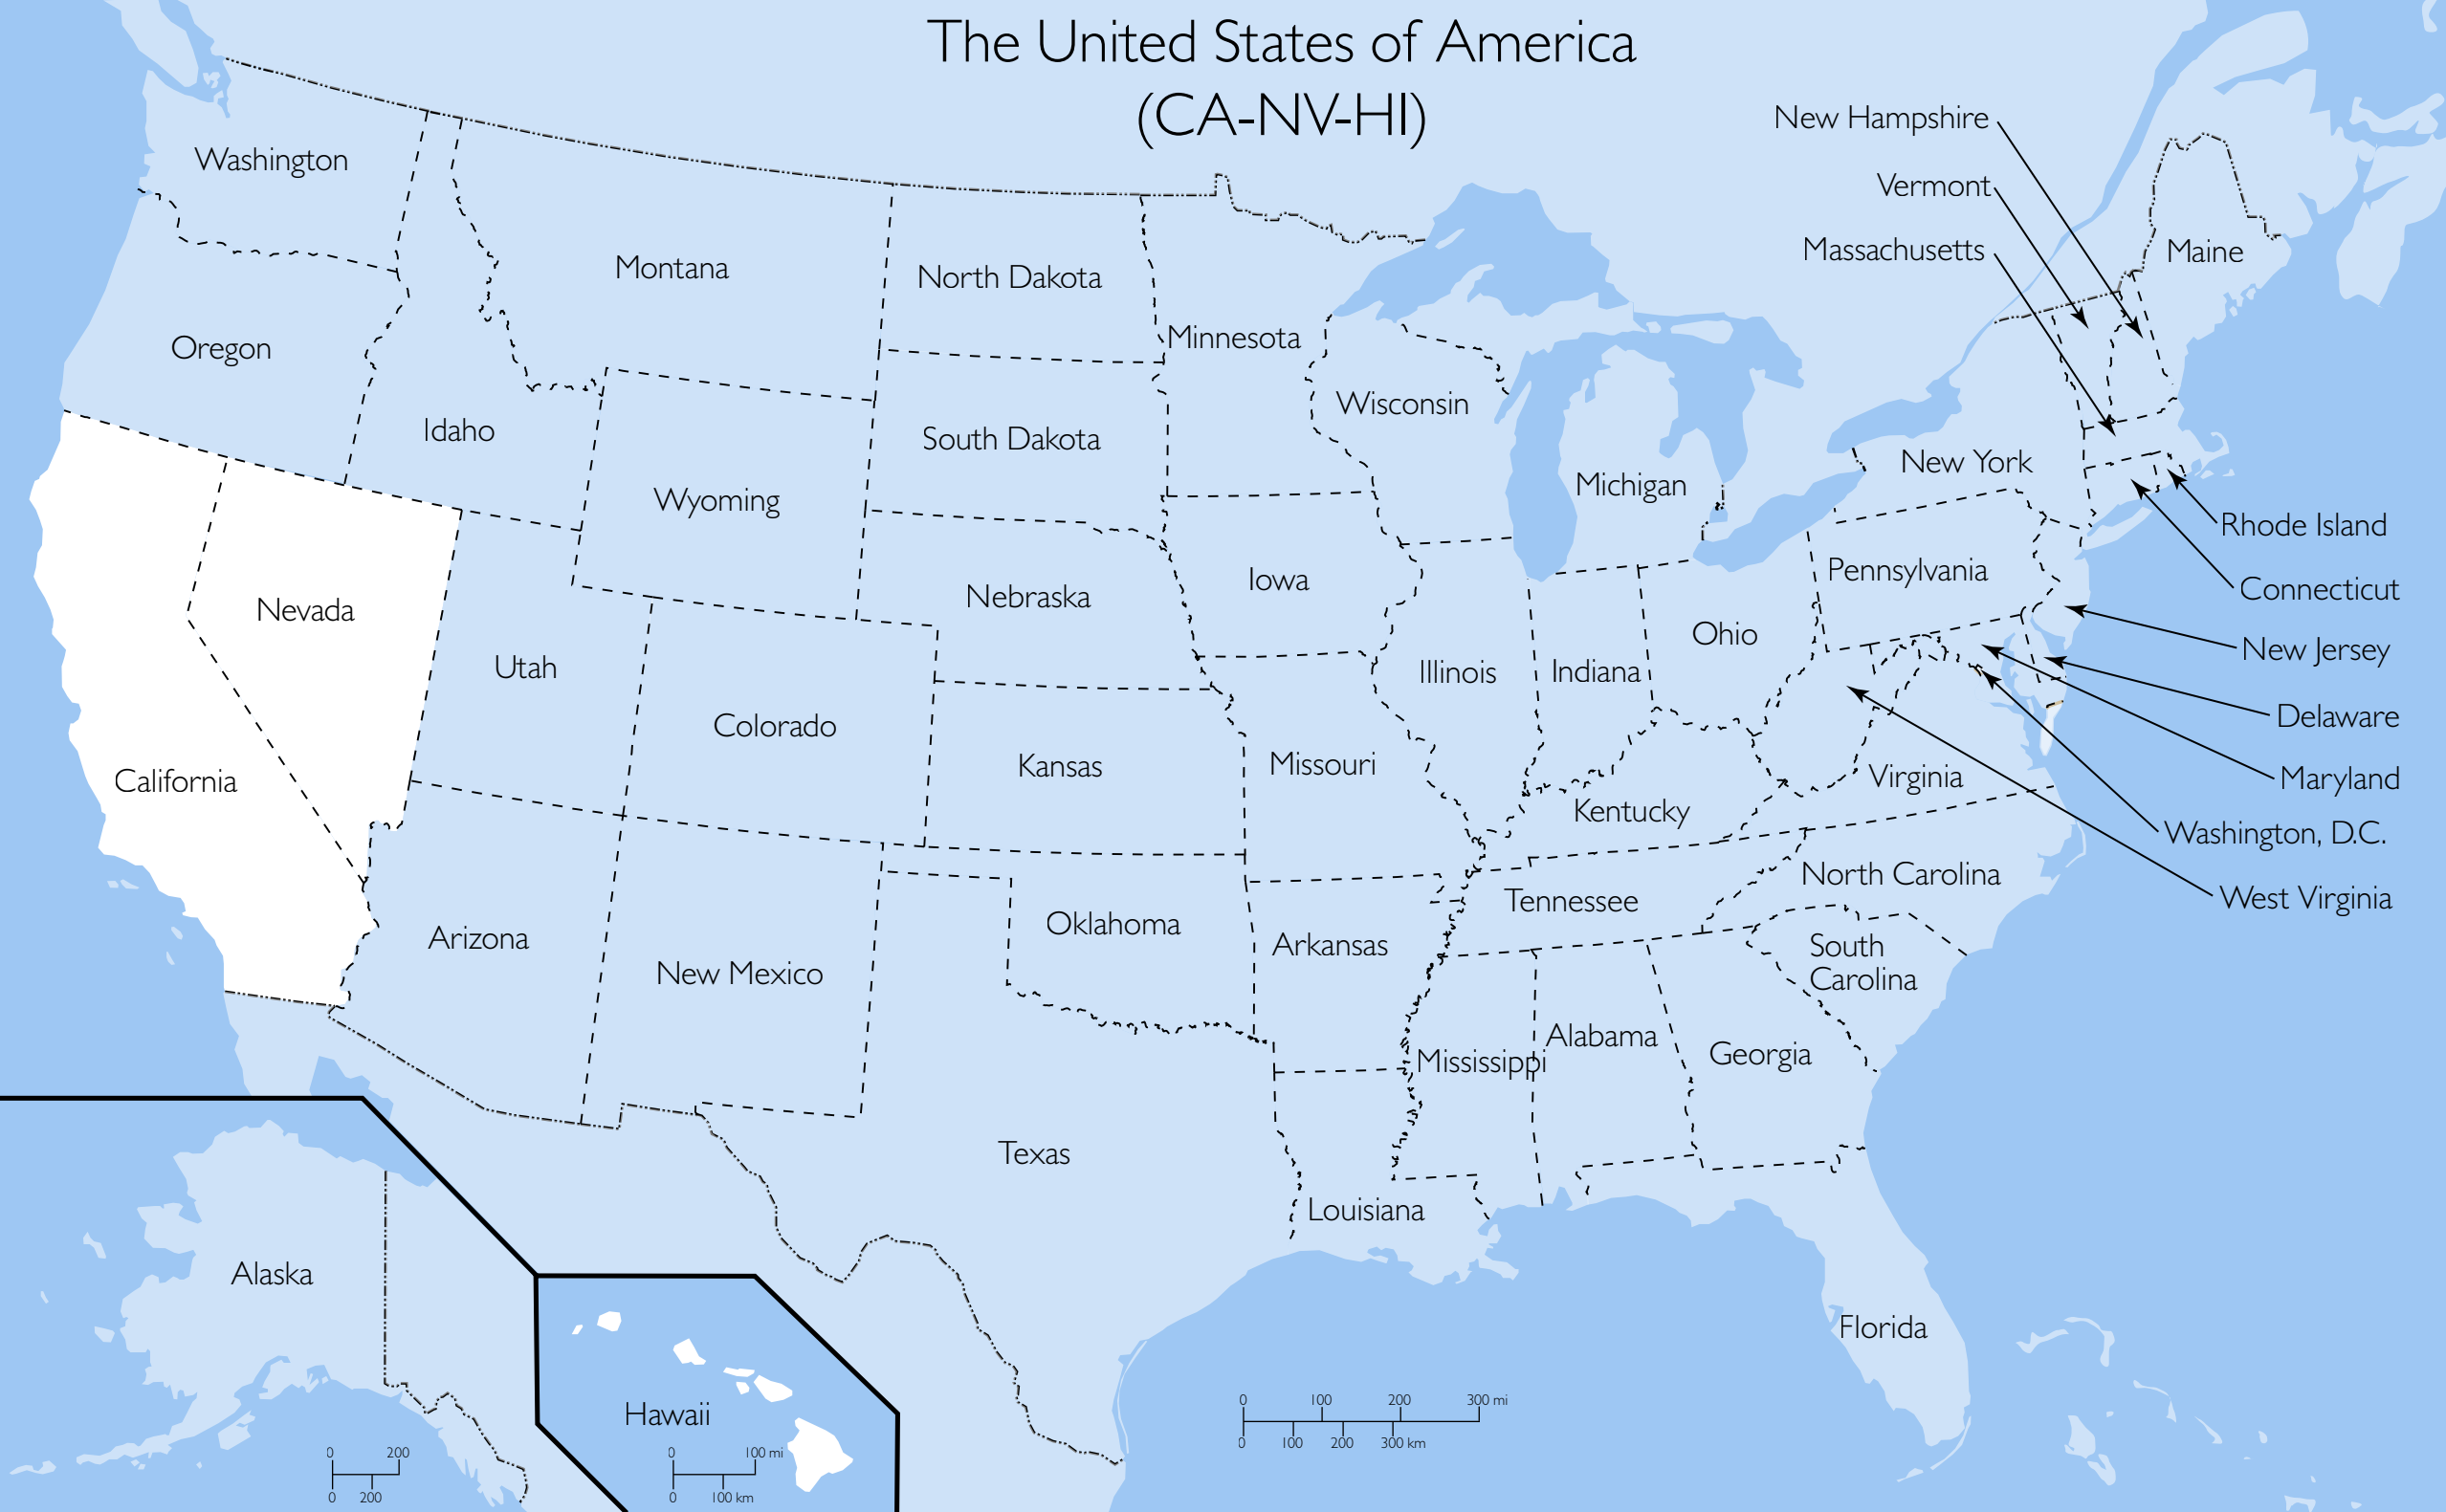 The United States of America
(CA-NV-HI)
New Hampshire
Vermont
Massachusetts
Maine
Washington
Montana
North Dakota
Minnesota
Oregon
Idaho
Wisconsin
South Dakota
Wyoming
Michigan
New York
Rhode Island
Connecticut
New Jersey
Delaware
Maryland
Washington, D.C.
West Virginia
Pennsylvania
Iowa
Nebraska
Nevada
Utah
Ohio
Illinois
Indiana
Colorado
Kansas
Missouri
California
Kentucky
Virginia
North Carolina
Tennessee
Oklahoma
Arkansas
Arizona
New Mexico
South
Carolina
Mississippi
Alabama
Georgia
Texas
Louisiana
Florida
Alaska
Hawaii
0 200
0 200
0 100 mi
0 100 km
0 100 200 300 mi
0 100 200 300 km